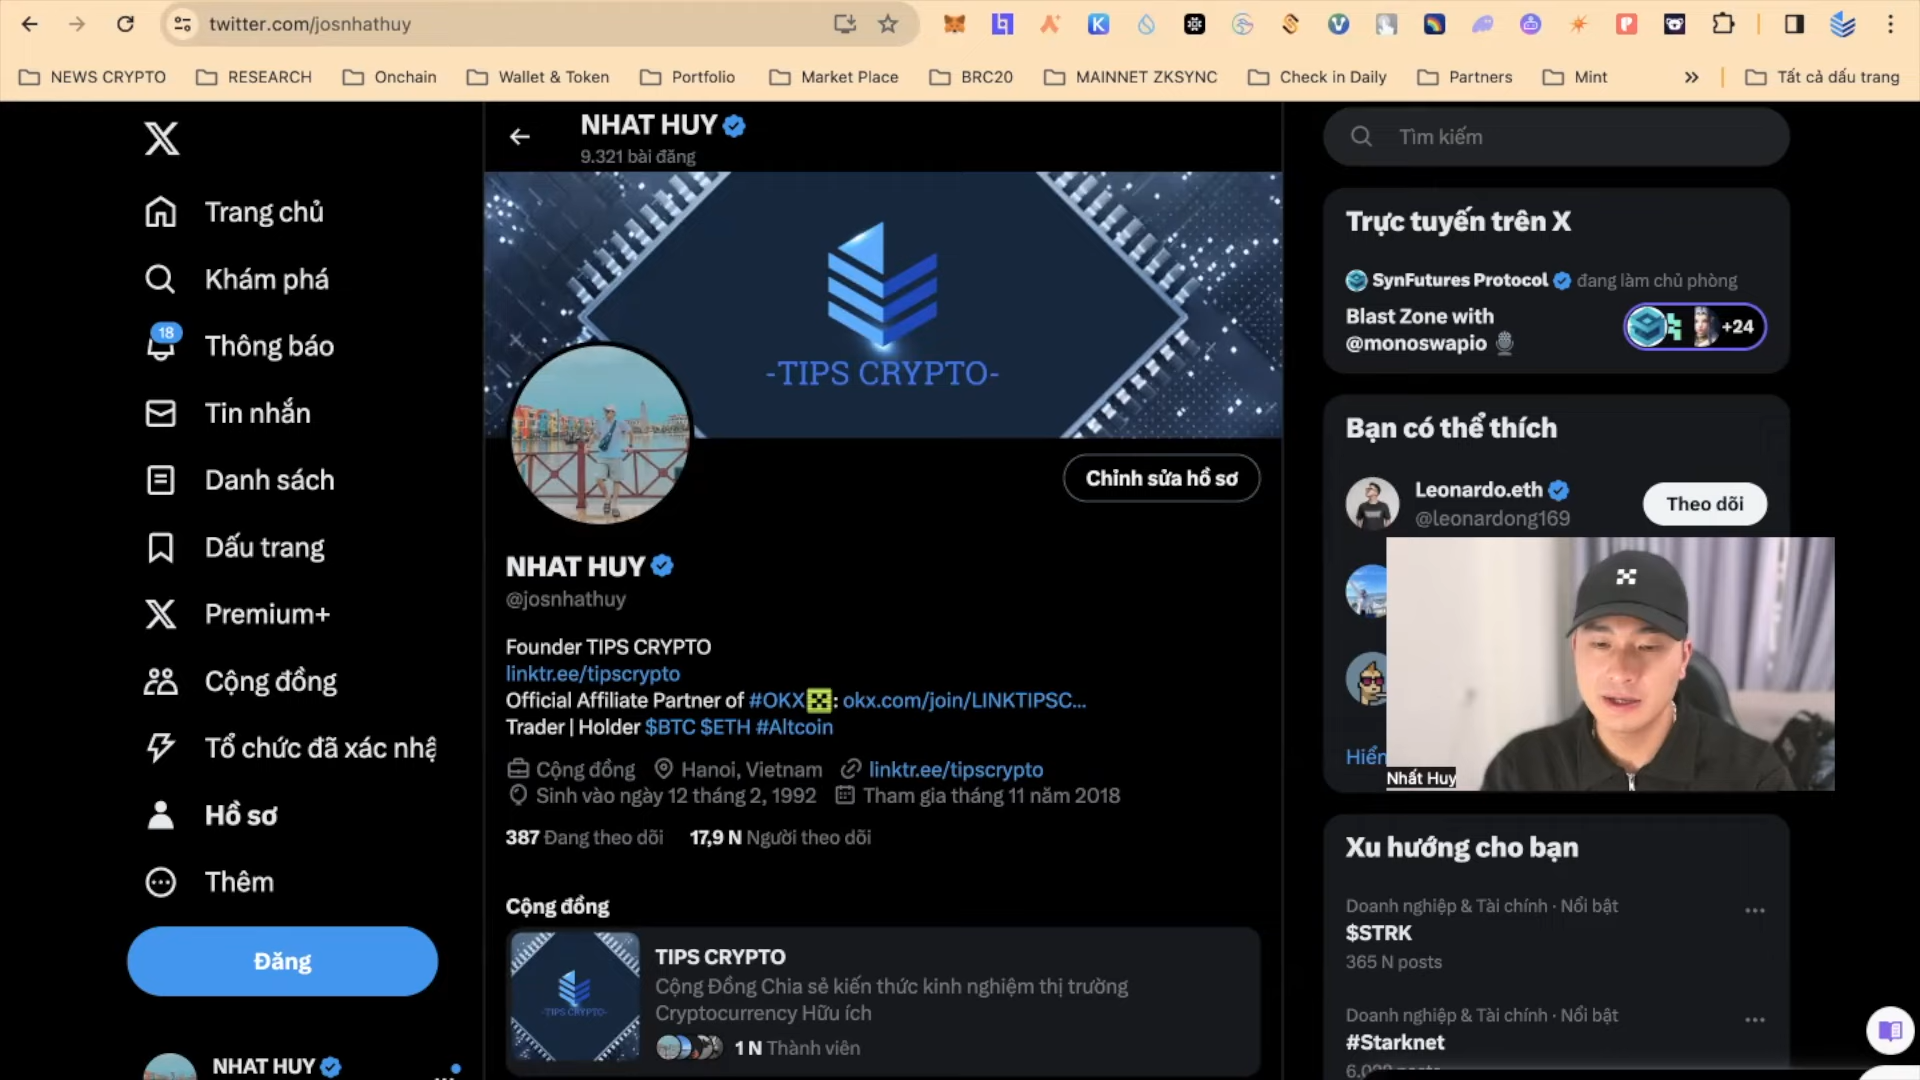 twitter.com/josnhathuy
NEWS CRYPTO
RESEARCH
Onchain
Wallet & Token
Portfolio
Market Place
BRC20
MAINNET ZKSYNC
Check in Daily
Partners
Mint
Tất cả dấu trang
Trang chủ
Khám phá
18
Thông báo
Tin nhắn
Danh sách
Dấu trang
Premium+
Cộng đồng
Tổ chức đã xác nhậ
Hồ sơ
Thêm
Đăng
NHAT HUY
NHAT HUY
9.321 bài đăng
-TIPS CRYPTO-
Chỉnh sửa hồ sơ
NHAT HUY
@josnhathuy
Founder TIPS CRYPTO
linktr.ee/tipscrypto
Official Affiliate Partner of #OKX: okx.com/join/LINKTIPSC...
Trader | Holder $BTC $ETH #Altcoin
Cộng đồng Hanoi, Vietnam linktr.ee/tipscrypto
Sinh vào ngày 12 tháng 2, 1992 Tham gia tháng 11 năm 2018
387 Đang theo dõi 17,9 N Người theo dõi
Cộng đồng
-TIPS CRYPTO-
TIPS CRYPTO
Cộng Đồng Chia sẻ kiến thức kinh nghiệm thị trường
Cryptocurrency Hữu ích
1 N Thành viên
Tìm kiếm
Trực tuyến trên X
SynFutures Protocol đang làm chủ phòng
Blast Zone with
@monoswapio
+24
Bạn có thể thích
Leonardo.eth
@leonardong169
Theo dõi
Hiển
Nhất Huy
Xu hướng cho bạn
Doanh nghiệp & Tài chính · Nổi bật
$STRK
365 N posts
Doanh nghiệp & Tài chính · Nổi bật
#Starknet